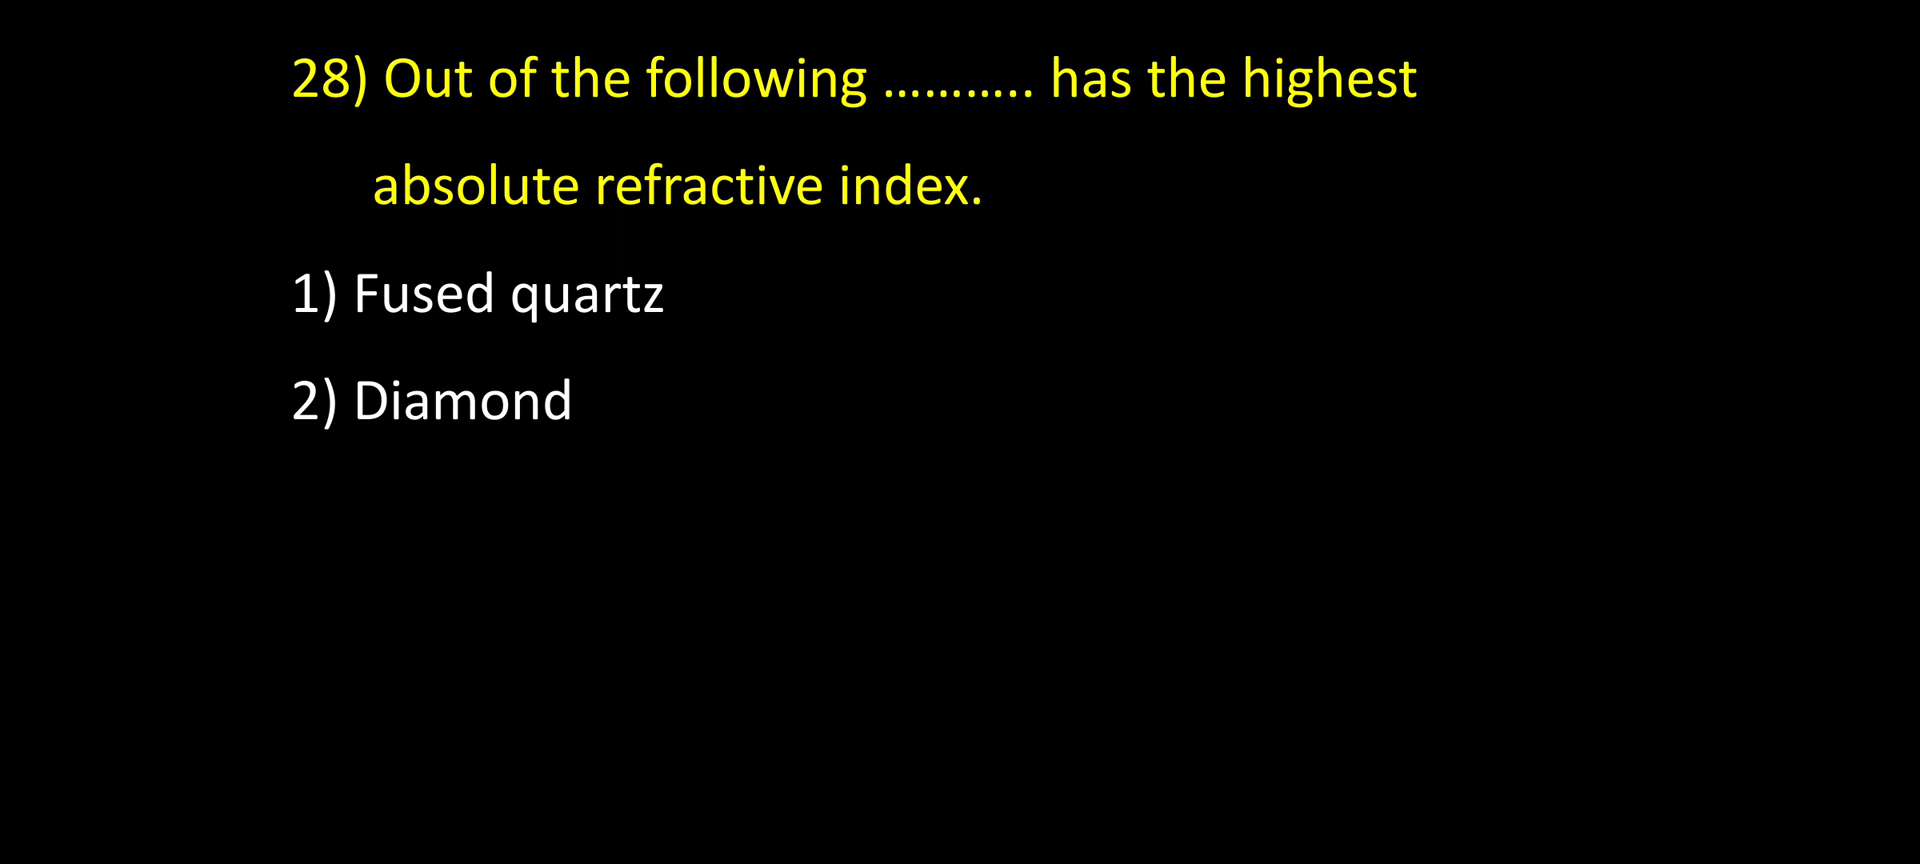 28) Out of the following ........... has the highest
absolute refractive index.
1) Fused quartz
2) Diamond